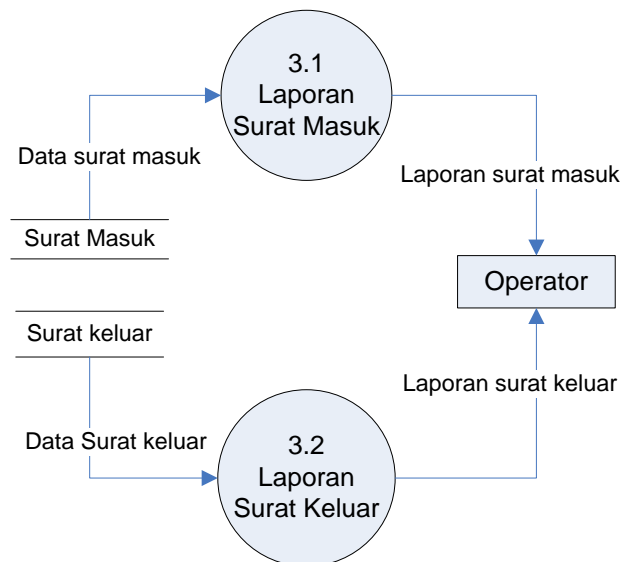 3.1
Laporan
Surat Masuk
Data surat masuk
Laporan surat masuk
Surat Masuk
Operator
Surat keluar
Laporan surat keluar
Data Surat keluar
3.2
Laporan
Surat Keluar